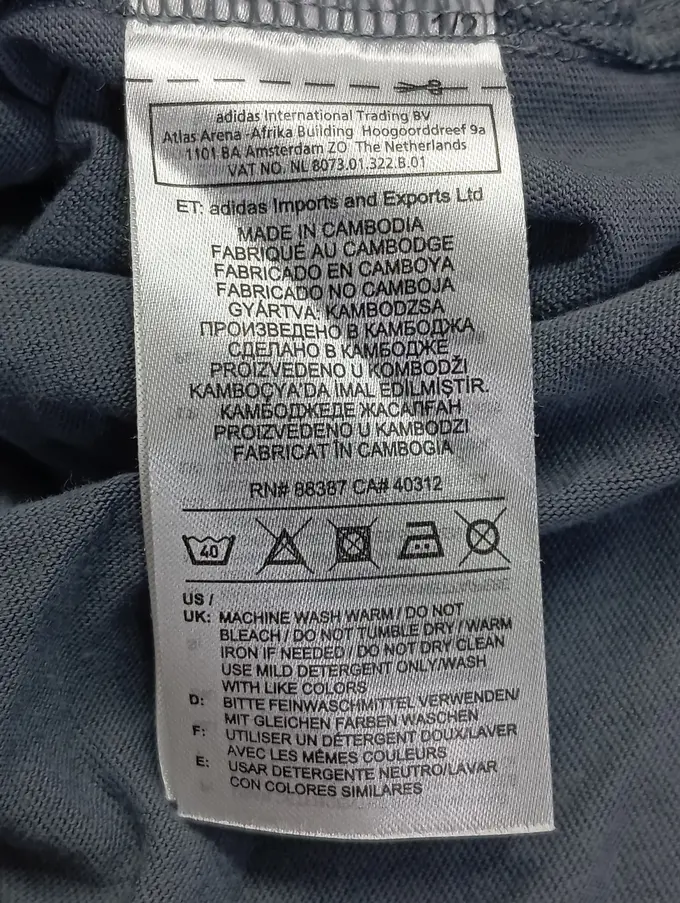 1/2
adidas International Trading BV
Atlas Arena -Afrika Building Hoogoorddreef 9a
1101 BA Amsterdam ZO The Netherlands
VAT NO. NL 8073.01.322.B.01
ET: adidas Imports and Exports Ltd
MADE IN CAMBODIA
FABRIQUÉ AU CAMBODGE
FABRICADO EN CAMBOYA
FABRICADO NO CAMBOJA
GYÁRTVA: KAMBODZSA
ПРОИЗВЕДЕНО В КАМБОДЖА
СДЕЛАНО В КАМБОДЖЕ
PROIZVEDENO U KOMBODŽI
KAMBOÇYA'DA IMAL EDİLMİSTİR.
КАМБОДЖЕДЕ ЖАСАЛҒАН
PROIZVEDENO U KAMBODZI
FABRICAT ÎN CAMBOGIA
RN# 88387 CA# 40312
40
US /
UK: MACHINE WASH WARM / DO NOT
BLEACH / DO NOT TUMBLE DRY / WARM
IRON IF NEEDED / DO NOT DRY CLEAN
USE MILD DETERGENT ONLY/WASH
WITH LIKE COLORS
D: BITTE FEINWASCHMITTEL VERWENDEN/
MIT GLEICHEN FARBEN WASCHEN
F: UTILISER UN DÉTERGENT DOUX/LAVER
AVEC LES MÊMES COULEURS
E: USAR DETERGENTE NEUTRO/LAVAR
CON COLORES SIMILARES